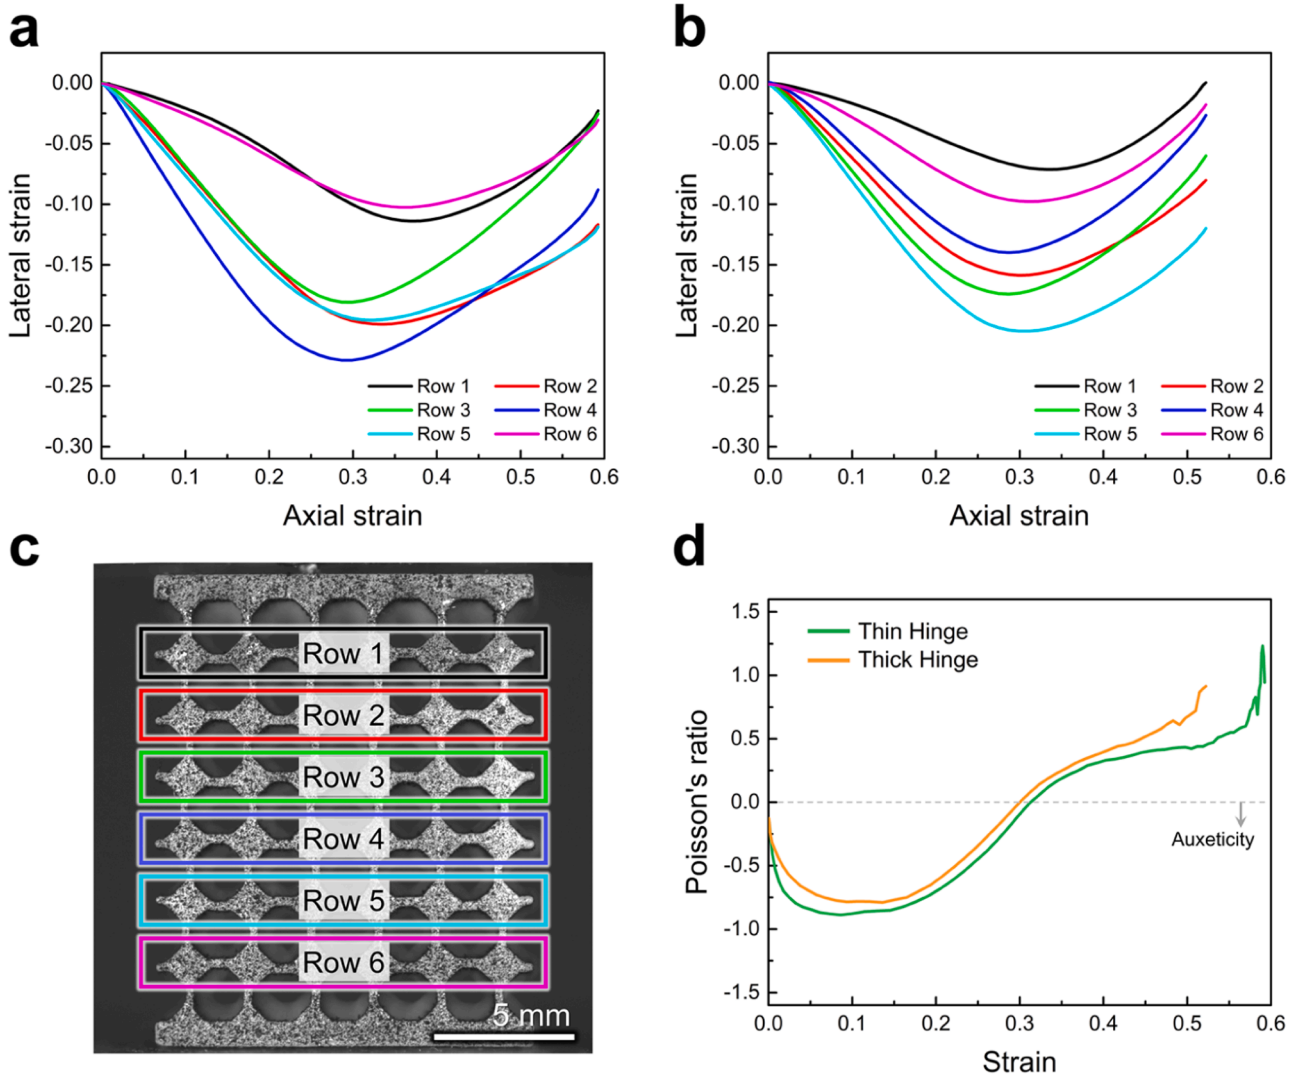 a
0.00
-0.05
-0.10
-0.15
-0.20
-0.25
-0.30
Lateral strain
Row 1 Row 2
Row 3 Row 4
Row 5 Row 6
0.0 0.1 0.2 0.3 0.4 0.5 0.6
Axial strain
b
0.00
-0.05
-0.10
-0.15
-0.20
-0.25
-0.30
Lateral strain
Row 1 Row 2
Row 3 Row 4
Row 5 Row 6
0.0 0.1 0.2 0.3 0.4 0.5 0.6
Axial strain
c
Row 1
Row 2
Row 3
Row 4
Row 5
Row 6
5 mm
d
1.5
1.0
0.5
0.0
-0.5
-1.0
-1.5
Poisson's ratio
Thin Hinge
Thick Hinge
Auxeticity
0.0 0.1 0.2 0.3 0.4 0.5 0.6
Strain